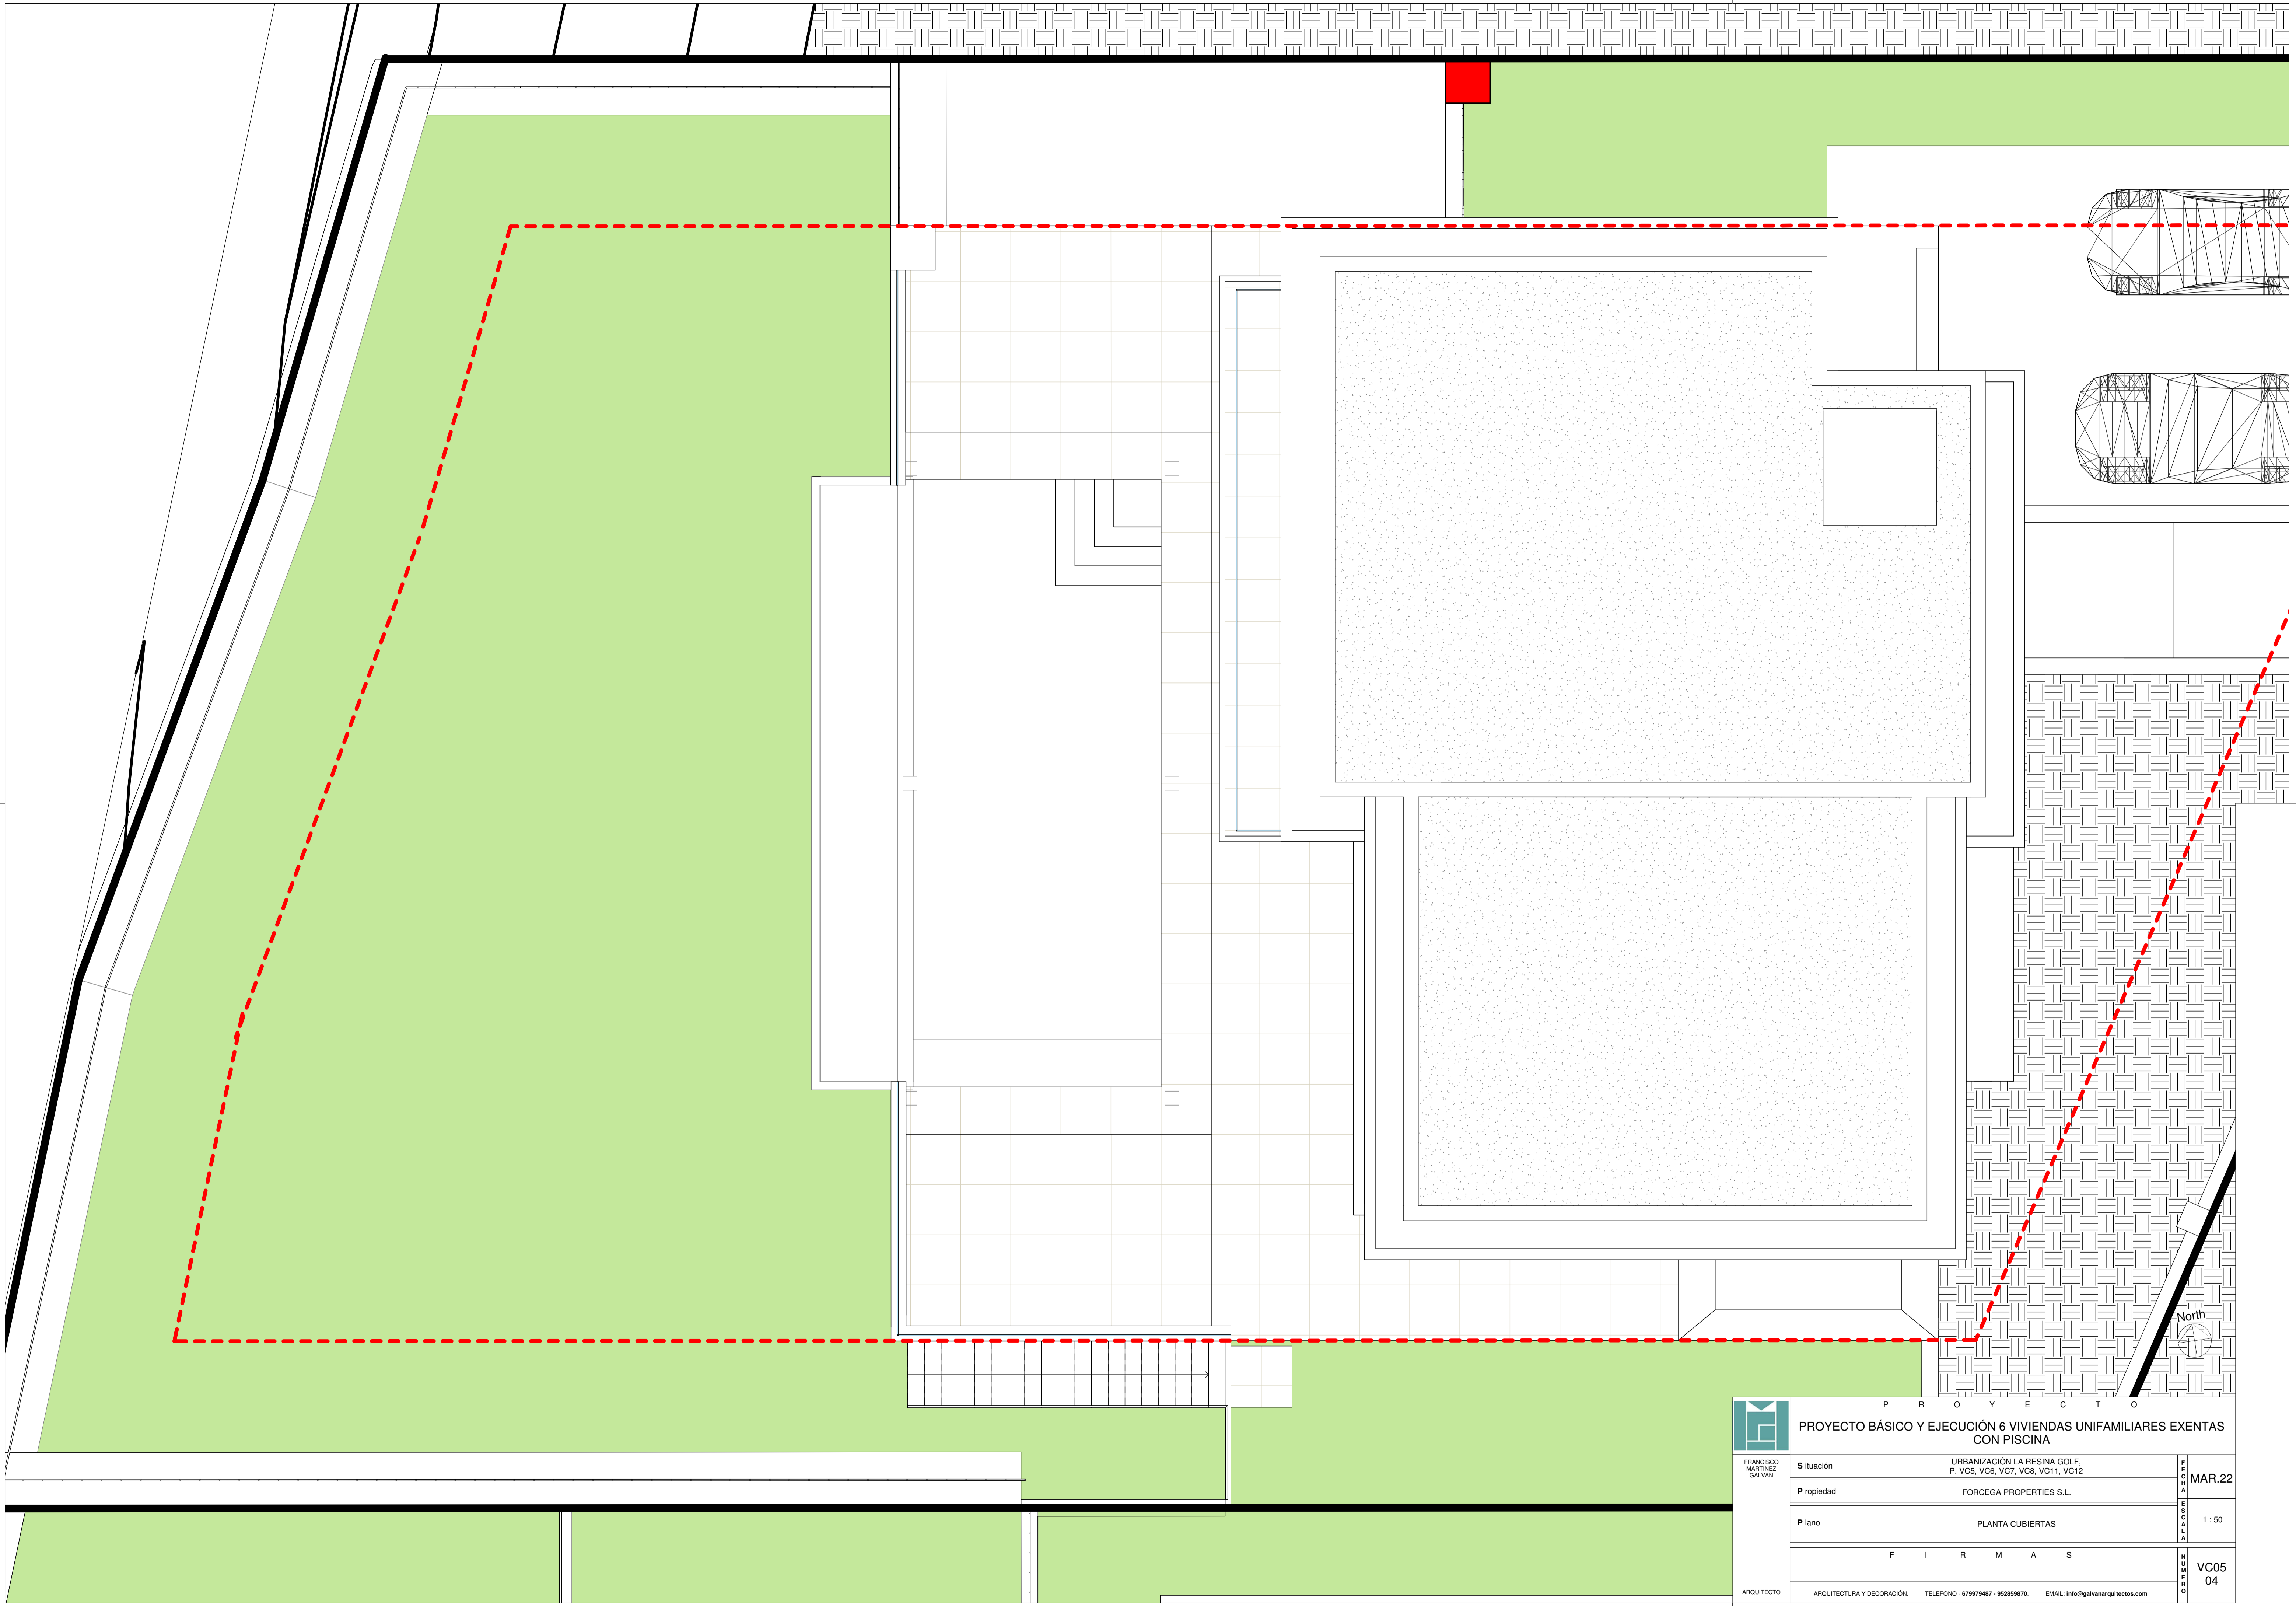 North
P R O Y E C T O
PROYECTO BÁSICO Y EJECUCIÓN 6 VIVIENDAS UNIFAMILIARES EXENTAS
CON PISCINA
FRANCISCO
MARTINEZ
GALVAN
S ituación
URBANIZACIÓN LA RESINA GOLF,
P. VC5, VC6, VC7, VC8, VC11, VC12
FECHA
MAR.22
P ropiedad
FORCEGA PROPERTIES S.L.
P lano
PLANTA CUBIERTAS
ESCALA
1 : 50
F I R M A S
NUMERO
VC05
04
ARQUITECTO
ARQUITECTURA Y DECORACIÓN. TELEFONO - 679979487 - 952859870. EMAIL: info@galvanarquitectos.com